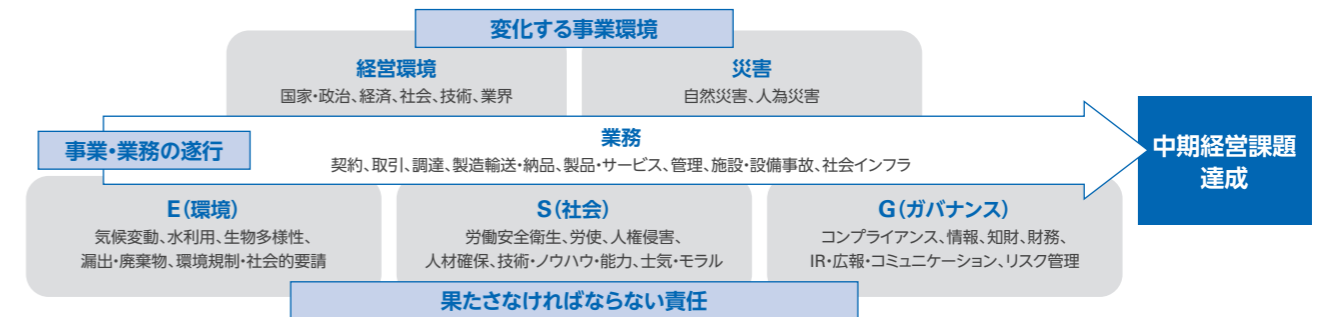 変化する事業環境
経営環境
国家・政治、経済、社会、技術、業界
災害
自然災害、人為災害
事業・業務の遂行
業務
契約、取引、調達、製造輸送・納品、製品・サービス、管理、施設・設備事故、社会インフラ
中期経営課題
達成
E（環境）
気候変動、水利用、生物多様性、
漏出・廃棄物、環境規制・社会的要請
S（社会）
労働安全衛生、労使、人権侵害、
人材確保、技術・ノウハウ・能力、士気・モラル
G（ガバナンス）
コンプライアンス、情報、知財、財務、
IR・広報・コミュニケーション、リスク管理
果たさなければならない責任